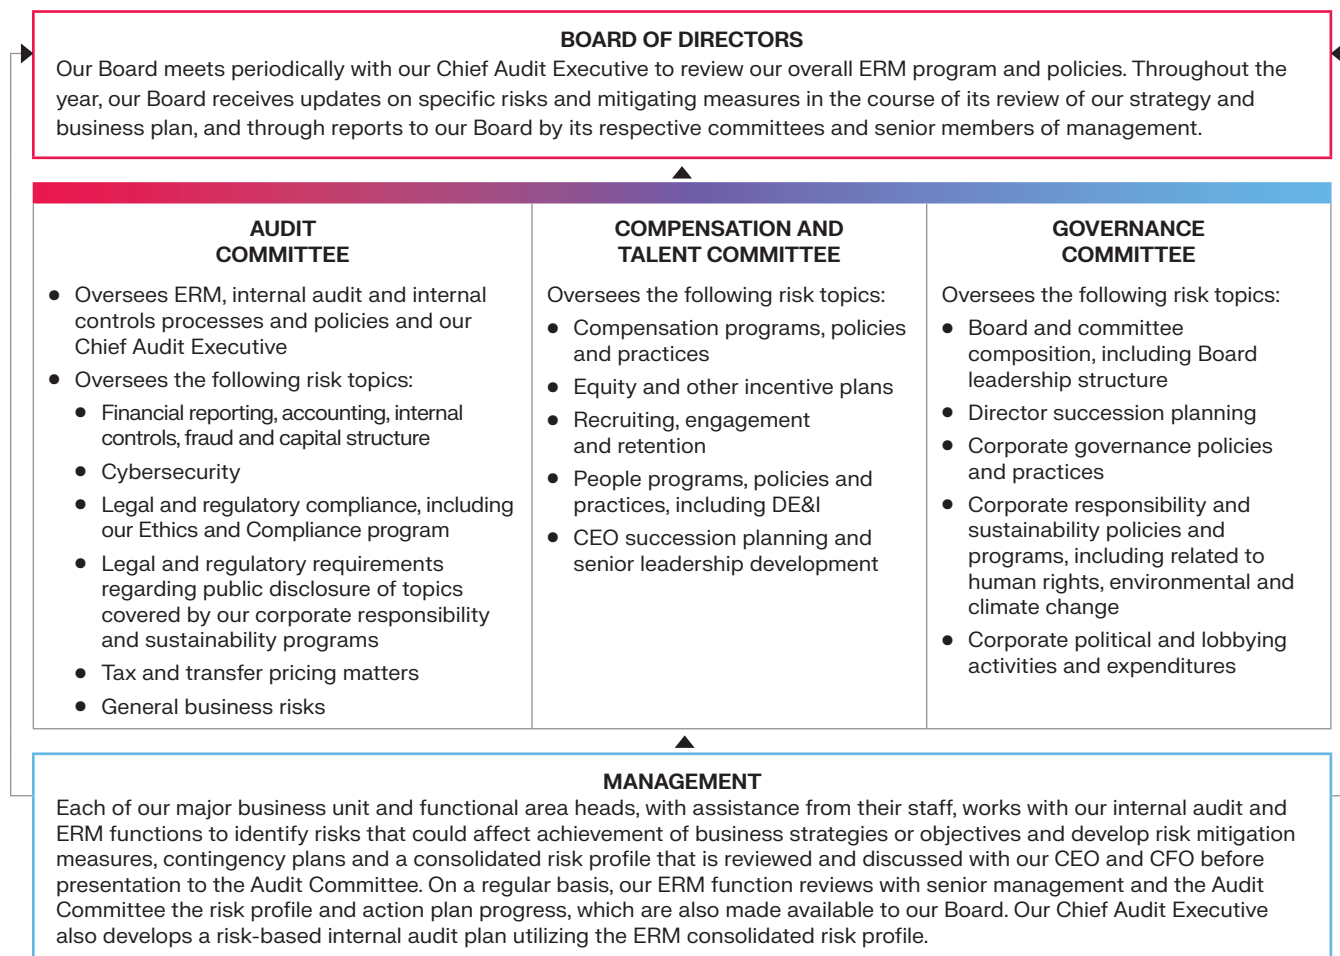 BOARD OF DIRECTORS
Our Board meets periodically with our Chief Audit Executive to review our overall ERM program and policies. Throughout the
year, our Board receives updates on specific risks and mitigating measures in the course of its review of our strategy and
business plan, and through reports to our Board by its respective committees and senior members of management.
AUDIT
COMMITTEE
• Oversees ERM, internal audit and internal
controls processes and policies and our
Chief Audit Executive
• Oversees the following risk topics:
• Financial reporting, accounting, internal
controls, fraud and capital structure
• Cybersecurity
• Legal and regulatory compliance, including
our Ethics and Compliance program
• Legal and regulatory requirements
regarding public disclosure of topics
covered by our corporate responsibility
and sustainability programs
• Tax and transfer pricing matters
• General business risks
COMPENSATION AND
TALENT COMMITTEE
Oversees the following risk topics:
• Compensation programs, policies
and practices
• Equity and other incentive plans
• Recruiting, engagement
and retention
• People programs, policies and
practices, including DE&I
• CEO succession planning and
senior leadership development
GOVERNANCE
COMMITTEE
Oversees the following risk topics:
• Board and committee
composition, including Board
leadership structure
• Director succession planning
• Corporate governance policies
and practices
• Corporate responsibility and
sustainability policies and
programs, including related to
human rights, environmental and
climate change
• Corporate political and lobbying
activities and expenditures
MANAGEMENT
Each of our major business unit and functional area heads, with assistance from their staff, works with our internal audit and
ERM functions to identify risks that could affect achievement of business strategies or objectives and develop risk mitigation
measures, contingency plans and a consolidated risk profile that is reviewed and discussed with our CEO and CFO before
presentation to the Audit Committee. On a regular basis, our ERM function reviews with senior management and the Audit
Committee the risk profile and action plan progress, which are also made available to our Board. Our Chief Audit Executive
also develops a risk-based internal audit plan utilizing the ERM consolidated risk profile.